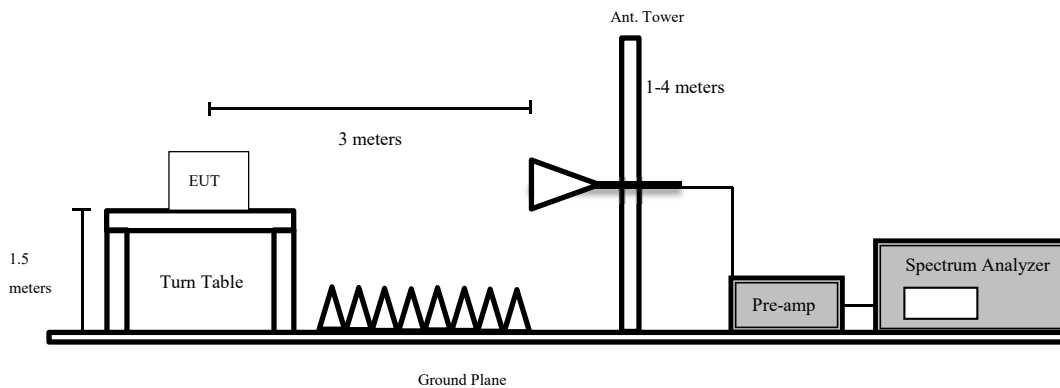 Ant. Tower
1-4 meters
3 meters
EUT
1.5
meters
Turn Table
Spectrum Analyzer
Pre-amp
Ground Plane